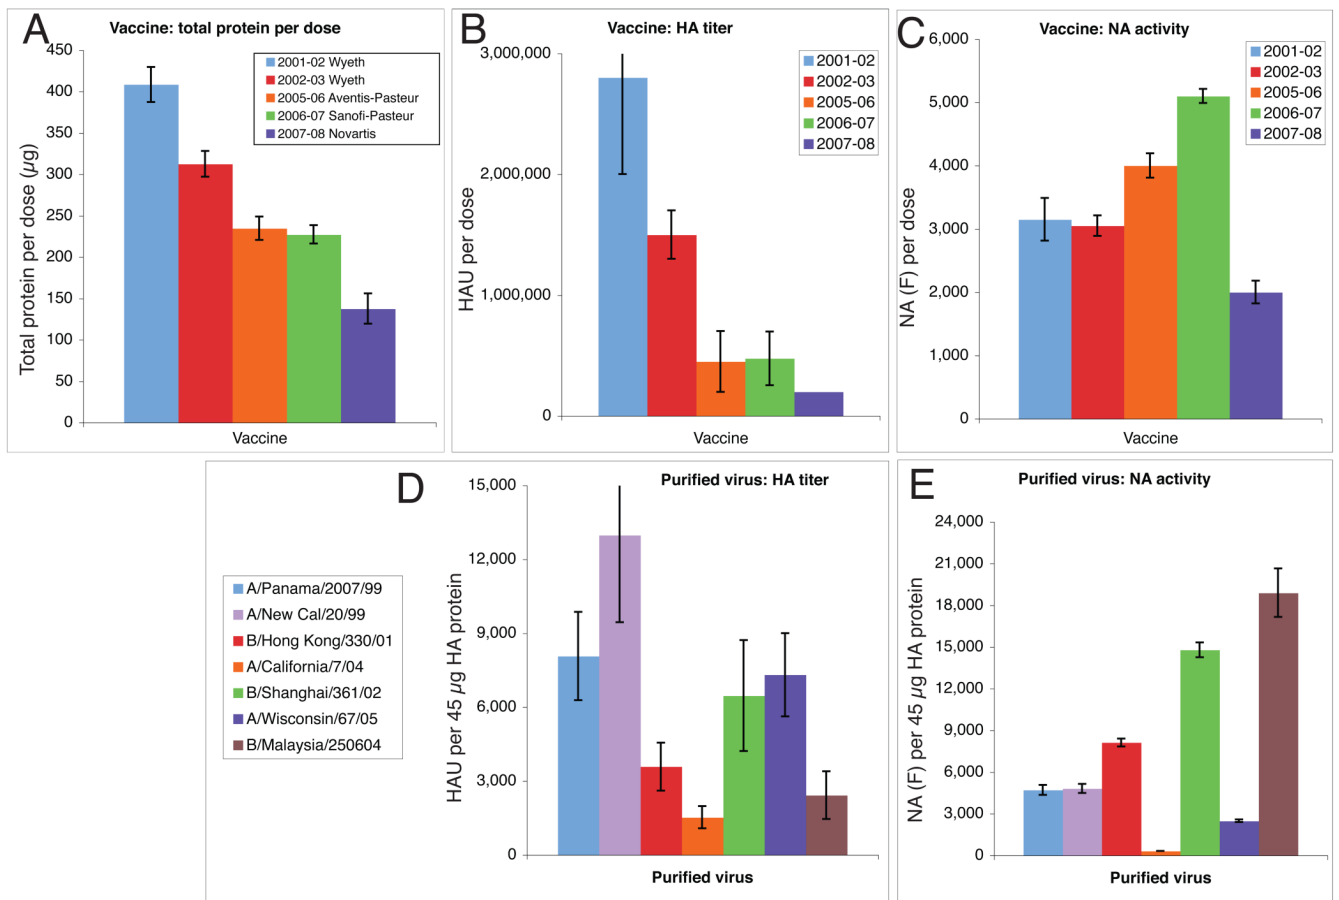 A
Vaccine: total protein per dose
Total protein per dose (µg)
450
400
350
300
250
200
150
100
50
0
2001-02 Wyeth
2002-03 Wyeth
2005-06 Aventis-Pasteur
2006-07 Sanofi-Pasteur
2007-08 Novartis
Vaccine
B
Vaccine: HA titer
HAU per dose
3,000,000
2,000,000
1,000,000
0
2001-02
2002-03
2005-06
2006-07
2007-08
Vaccine
C
Vaccine: NA activity
NA (F) per dose
6,000
5,000
4,000
3,000
2,000
1,000
0
2001-02
2002-03
2005-06
2006-07
2007-08
Vaccine
A/Panama/2007/99
A/New Cal/20/99
B/Hong Kong/330/01
A/California/7/04
B/Shanghai/361/02
A/Wisconsin/67/05
B/Malaysia/250604
D
Purified virus: HA titer
HAU per 45 µg HA protein
15,000
12,000
9,000
6,000
3,000
0
Purified virus
E
Purified virus: NA activity
NA (F) per 45 µg HA protein
24,000
21,000
18,000
15,000
12,000
9,000
6,000
3,000
0
Purified virus